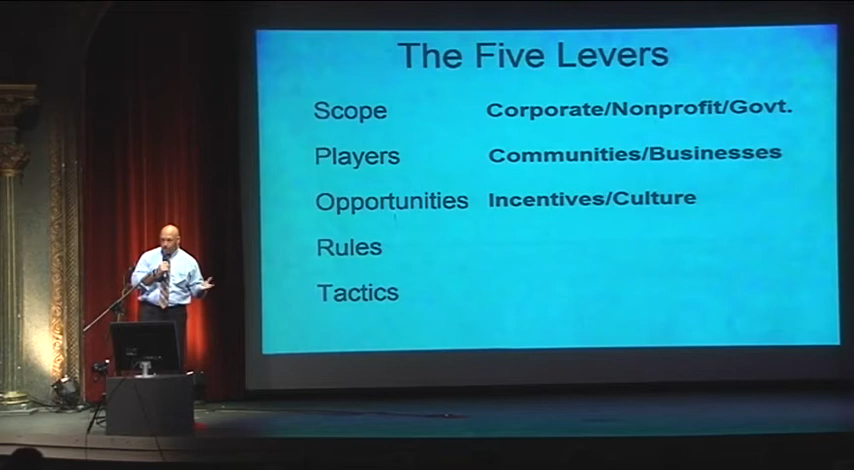 The Five Levers
Scope Corporate/Nonprofit/Govt.
Players Communities/Businesses
Opportunities Incentives/Culture
Rules
Tactics